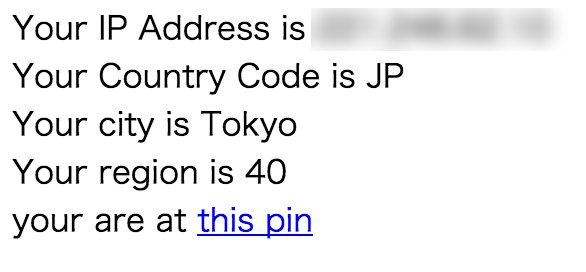 Your IP Address is
Your Country Code is JP
Your city is Tokyo
Your region is 40
your are at this pin